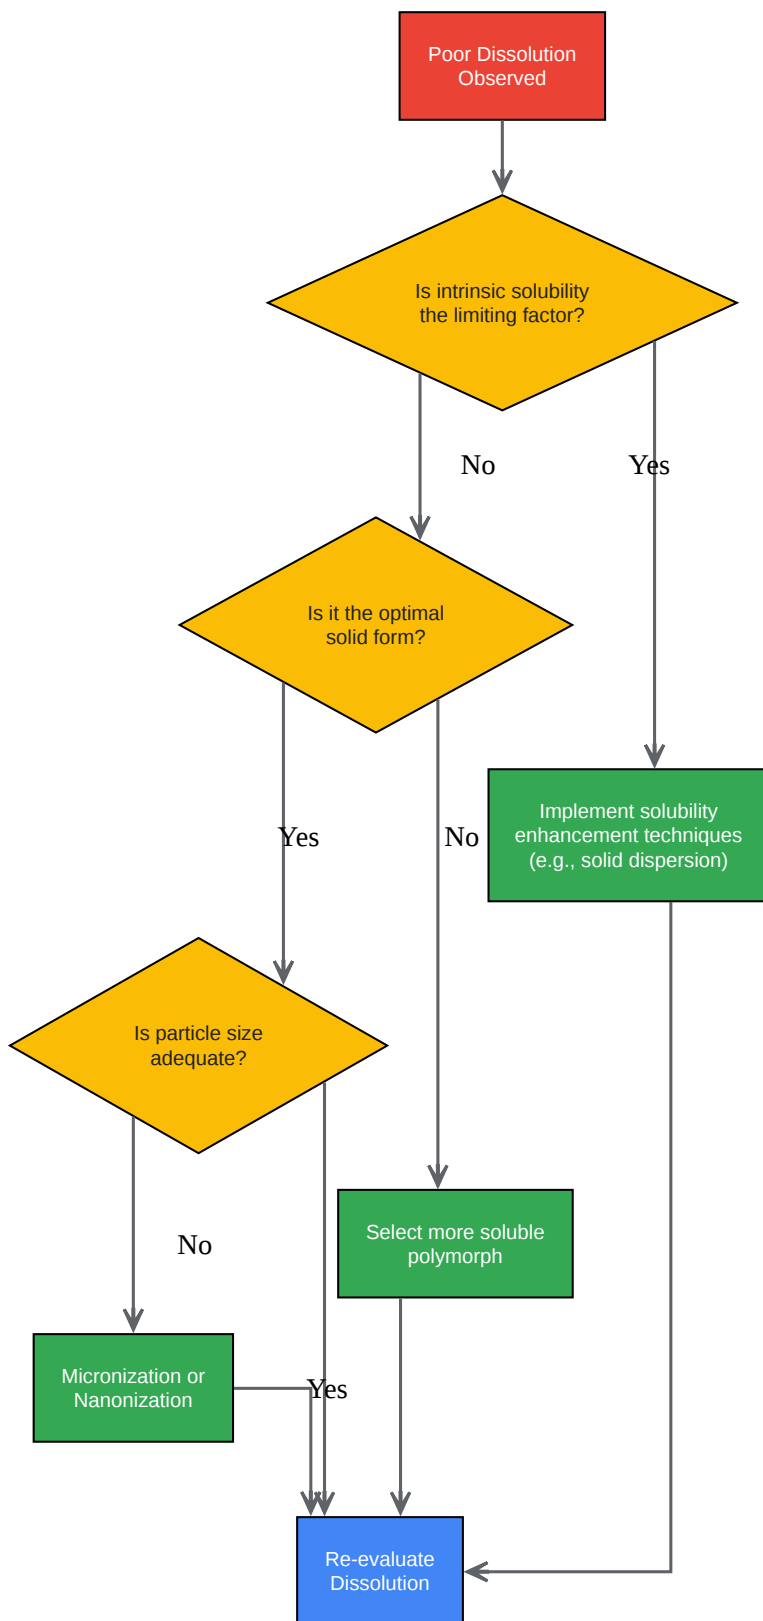 Poor Dissolution
Observed
Is intrinsic solubility
the limiting factor?
No
Yes
Is it the optimal
solid form?
Implement solubility
enhancement techniques
(e.g., solid dispersion)
Yes
No
Is particle size
adequate?
Select more soluble
polymorph
No
Micronization or
Nanonization
Yes
Re-evaluate
Dissolution